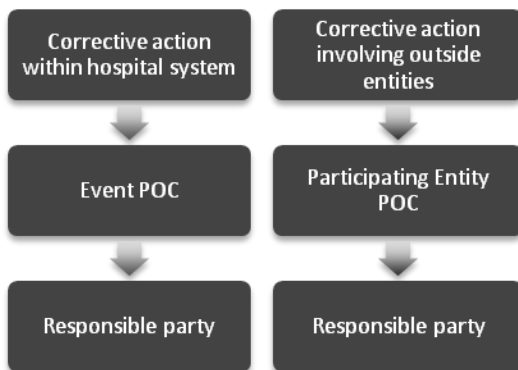 Corrective action
within hospital system
Corrective action
involving outside
entities
Event POC
Participating Entity
POC
Responsible party
Responsible party